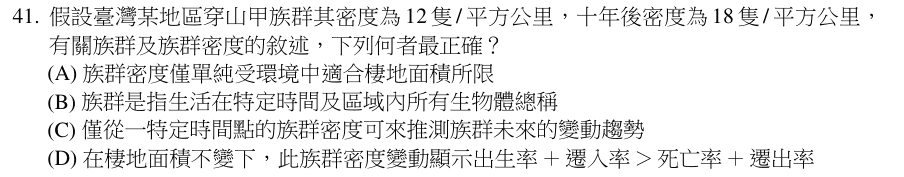 41. 假設臺灣某地區穿山甲族群其密度為 12 隻 / 平方公里，十年後密度為 18 隻 / 平方公里，
有關族群及族群密度的敘述，下列何者最正確？
(A) 族群密度僅單純受環境中適合棲地面積所限
(B) 族群是指生活在特定時間及區域內所有生物體總稱
(C) 僅從一特定時間點的族群密度可來推測族群未來的變動趨勢
(D) 在棲地面積不變下，此族群密度變動顯示出生率 + 遷入率 > 死亡率 + 遷出率